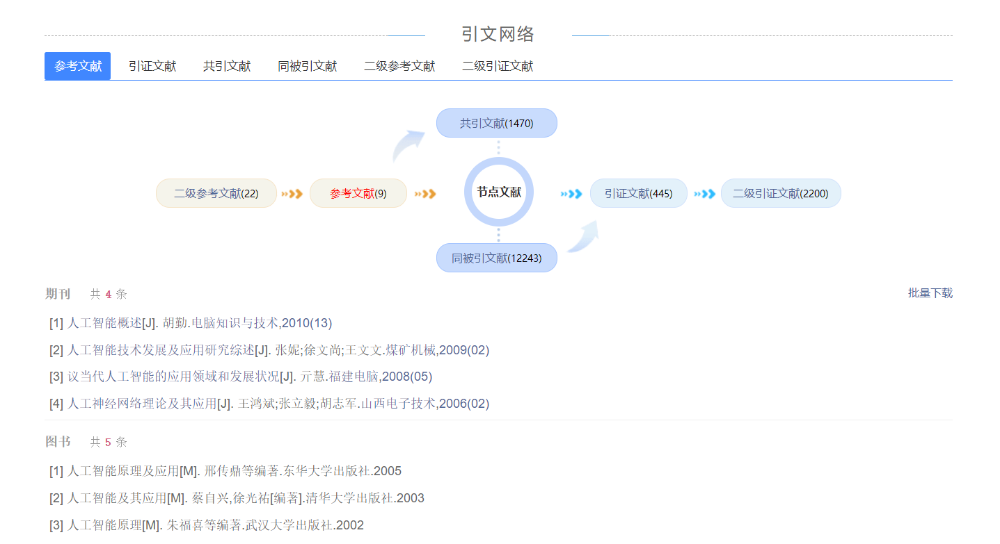 引文网络
参考文献 引证文献 共引文献 同被引文献 二级参考文献 二级引证文献
共引文献(1470)
二级参考文献(22) 参考文献(9) 节点文献 引证文献(445) 二级引证文献(2200)
同被引文献(12243)
期刊 共 4 条 批量下载
[1] 人工智能概述[J]. 胡勤.电脑知识与技术,2010(13)
[2] 人工智能技术发展及应用研究综述[J]. 张妮;徐文尚;王文文.煤矿机械,2009(02)
[3] 议当代人工智能的应用领域和发展状况[J]. 亓慧.福建电脑,2008(05)
[4] 人工神经网络理论及其应用[J]. 王鸿斌;张立毅;胡志军.山西电子技术,2006(02)
图书 共 5 条
[1] 人工智能原理及应用[M]. 邢传鼎等编著.东华大学出版社.2005
[2] 人工智能及其应用[M]. 蔡自兴,徐光祐[编著].清华大学出版社.2003
[3] 人工智能原理[M]. 朱福喜等编著.武汉大学出版社.2002